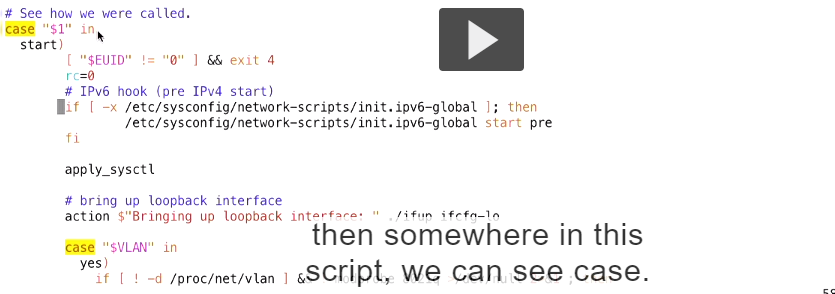 # See how we were called.
case "$1" in
start)
[ "$EUID" != "0" ] && exit 4
rc=0
# IPv6 hook (pre IPv4 start)
if [ -x /etc/sysconfig/network-scripts/init.ipv6-global ]; then
/etc/sysconfig/network-scripts/init.ipv6-global start pre
fi
apply_sysctl
# bring up loopback interface
action $"Bringing up loopback interface: " ./ifup ifcfg-lo
case "$VLAN" in
yes)
if [ ! -d /proc/net/vlan ] &
then somewhere in this
script, we can see case.
58